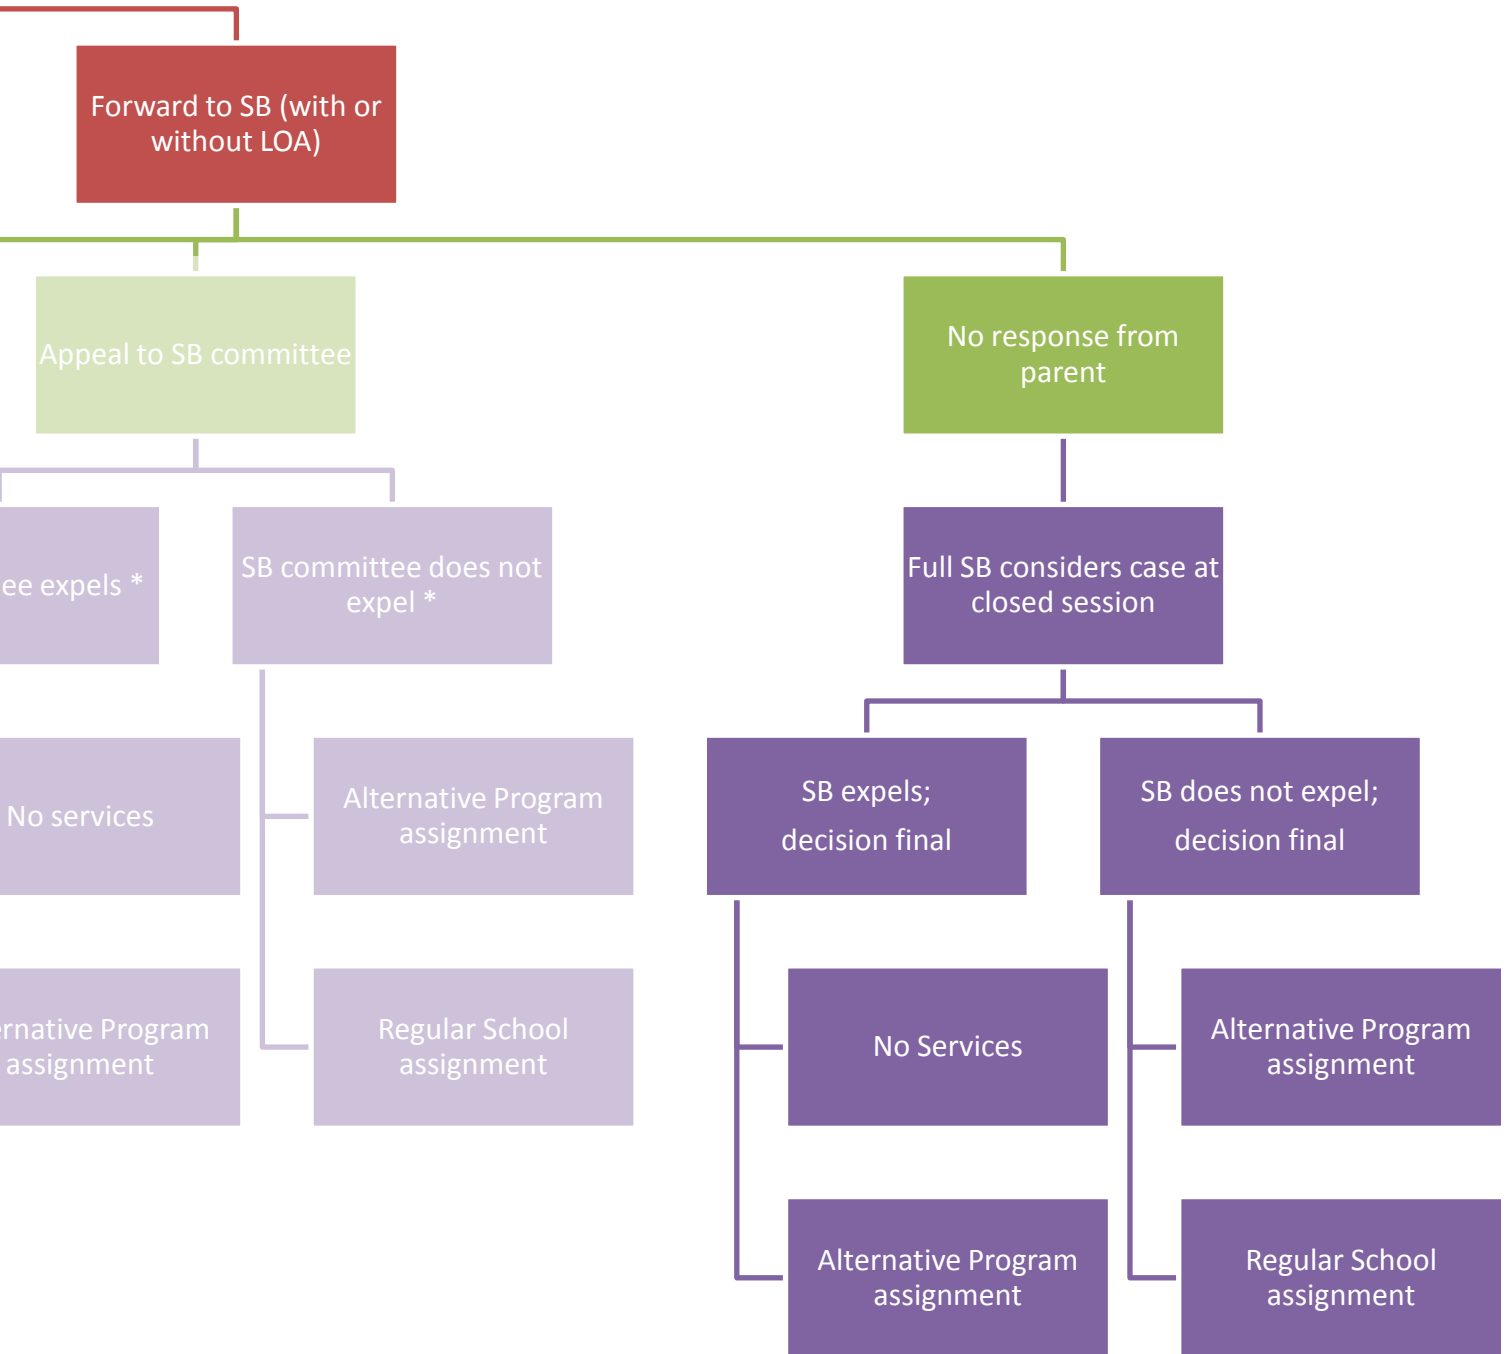 Forward to SB (with or
without LOA)
Appeal to SB committee
No response from
parent
expels *
SB committee does not
expel *
Full SB considers case at
closed session
No services
Alternative Program
assignment
SB expels;
decision final
SB does not expel;
decision final
Program
assignment
Regular School
assignment
No Services
Alternative Program
assignment
Alternative Program
assignment
Regular School
assignment